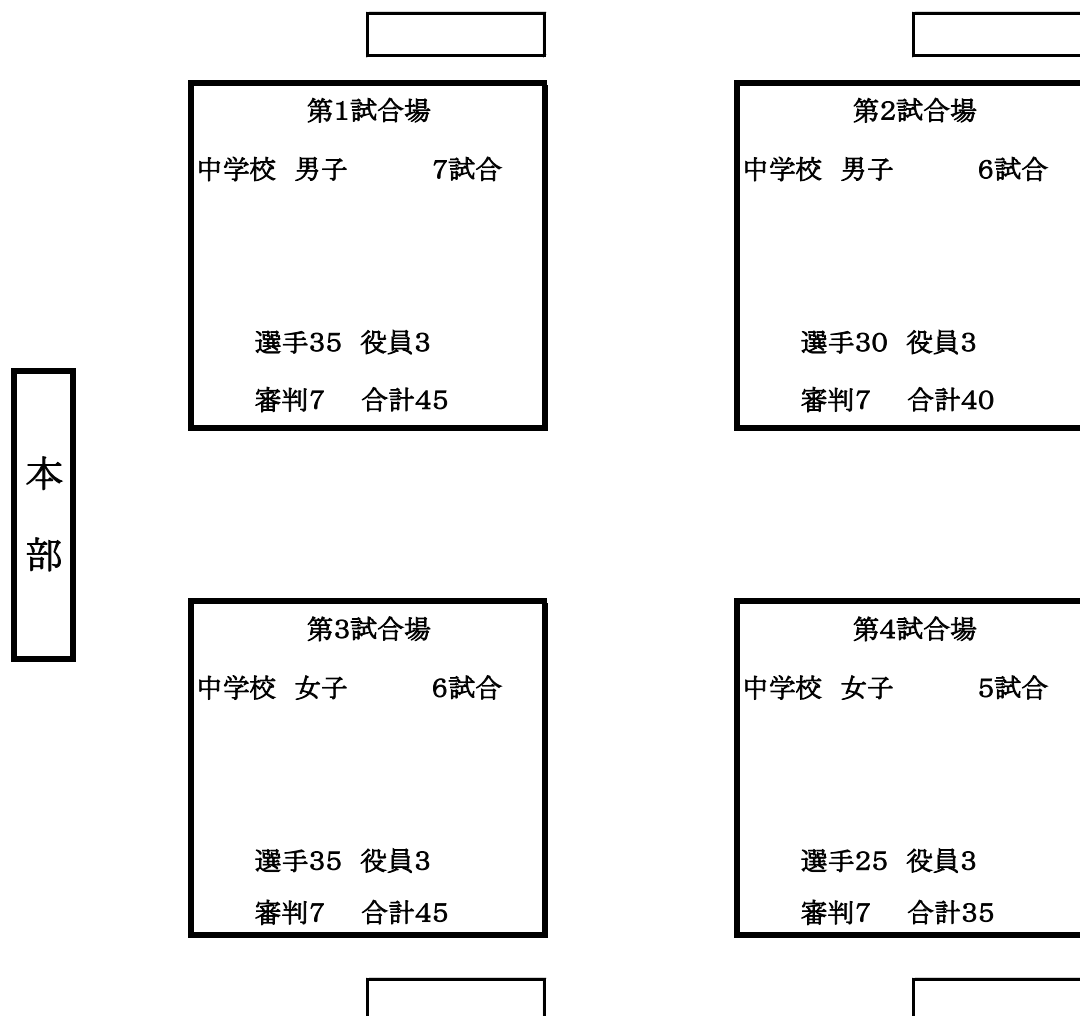 第1試合場
中学校 男子 7試合
選手35 役員3
審判7 合計45
第2試合場
中学校 男子 6試合
選手30 役員3
審判7 合計40
本
部
第3試合場
中学校 女子 6試合
選手35 役員3
審判7 合計45
第4試合場
中学校 女子 5試合
選手25 役員3
審判7 合計35